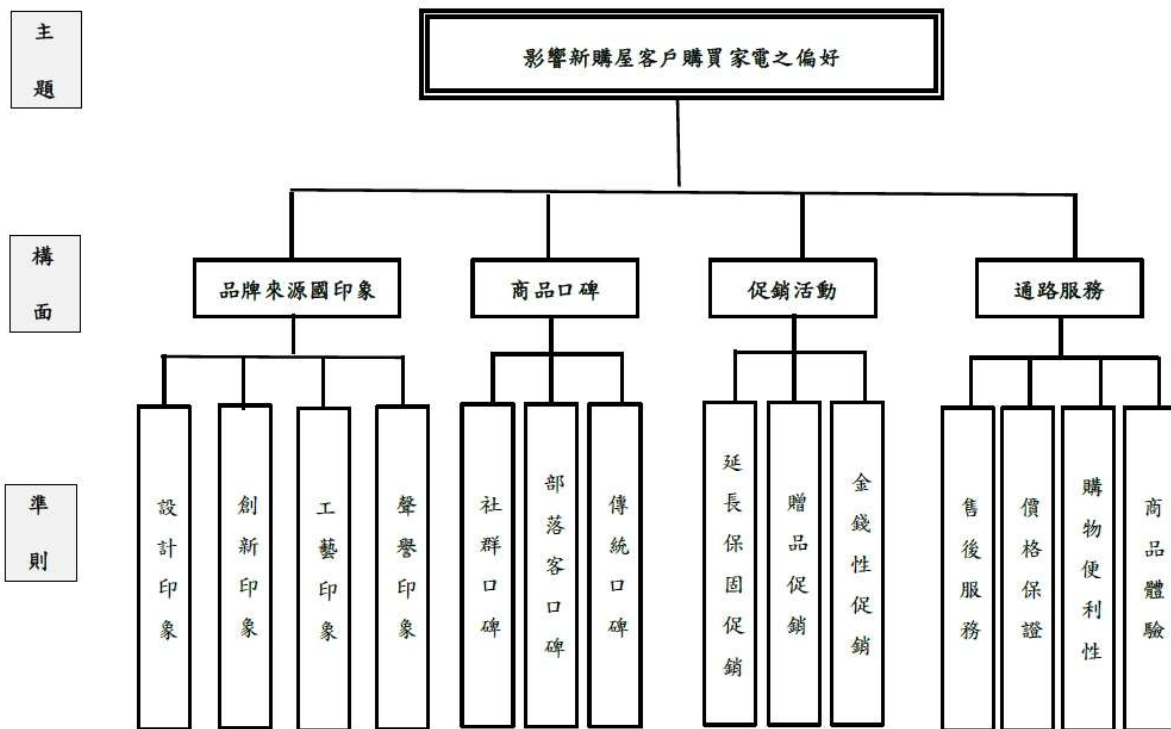 主題
影響新購屋客戶購買家電之偏好
構面
品牌來源國印象
商品口碑
促銷活動
通路服務
準則
設計印象
創新印象
工藝印象
聲譽印象
社群口碑
部落客口碑
傳統口碑
延長保固促銷
贈品促銷
金錢性促銷
售後服務
價格保證
購物便利性
商品體驗